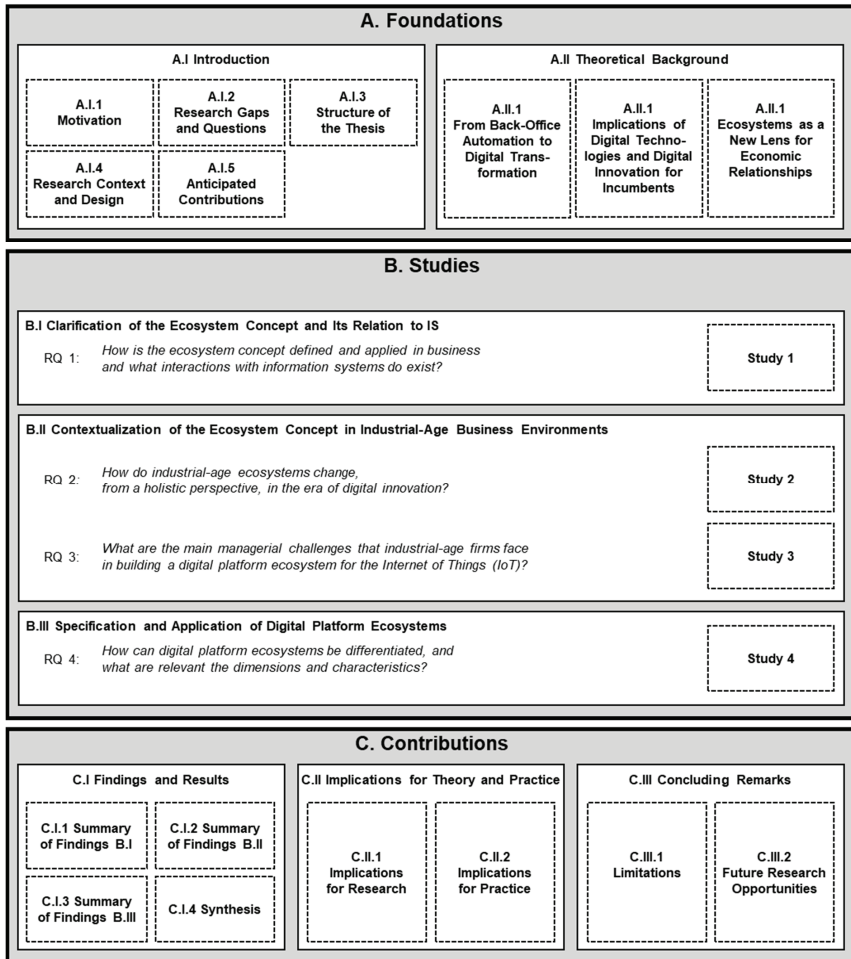 A. Foundations
A.I Introduction
A.I.1
Motivation
A.I.2
Research Gaps
and Questions
A.I.3
Structure of
the Thesis
A.I.4
Research Context
and Design
A.I.5
Anticipated
Contributions
A.II Theoretical Background
A.II.1
From Back-Office
Automation to
Digital Trans-
formation
A.II.1
Implications of
Digital Techno-
logies and Digital
Innovation for
Incumbents
A.II.1
Ecosystems as a
New Lens for
Economic
Relationships
B. Studies
B.I Clarification of the Ecosystem Concept and Its Relation to IS
RQ 1:
How is the ecosystem concept defined and applied in business
and what interactions with information systems do exist?
Study 1
B.II Contextualization of the Ecosystem Concept in Industrial-Age Business Environments
RQ 2:
How do industrial-age ecosystems change,
from a holistic perspective, in the era of digital innovation?
Study 2
RQ 3:
What are the main managerial challenges that industrial-age firms face
in building a digital platform ecosystem for the Internet of Things (IoT)?
Study 3
B.III Specification and Application of Digital Platform Ecosystems
RQ 4:
How can digital platform ecosystems be differentiated, and
what are relevant the dimensions and characteristics?
Study 4
C. Contributions
C.I Findings and Results
C.I.1 Summary
of Findings B.I
C.I.2 Summary
of Findings B.II
C.I.3 Summary
of Findings B.III
C.I.4 Synthesis
C.II Implications for Theory and Practice
C.II.1
Implications
for Research
C.II.2
Implications
for Practice
C.III Concluding Remarks
C.III.1
Limitations
C.III.2
Future Research
Opportunities